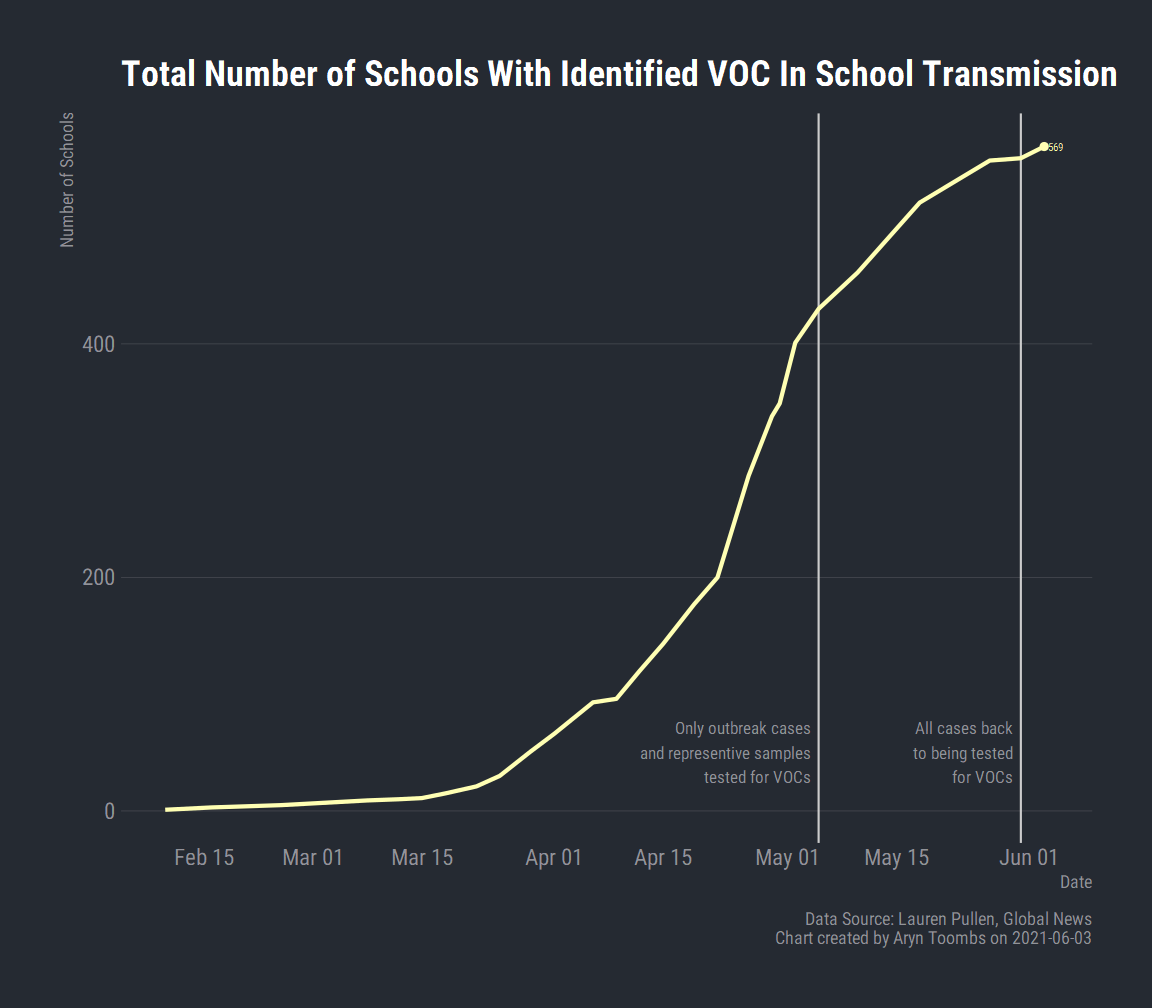 Total Number of Schools With Identified VOC In School Transmission
Number of Schools
569
400
200
0
Only outbreak cases
and representive samples
tested for VOCs
All cases back
to being tested
for VOCs
Feb 15 Mar 01 Mar 15 Apr 01 Apr 15 May 01 May 15 Jun 01
Date
Data Source: Lauren Pullen, Global News
Chart created by Aryn Toombs on 2021-06-03